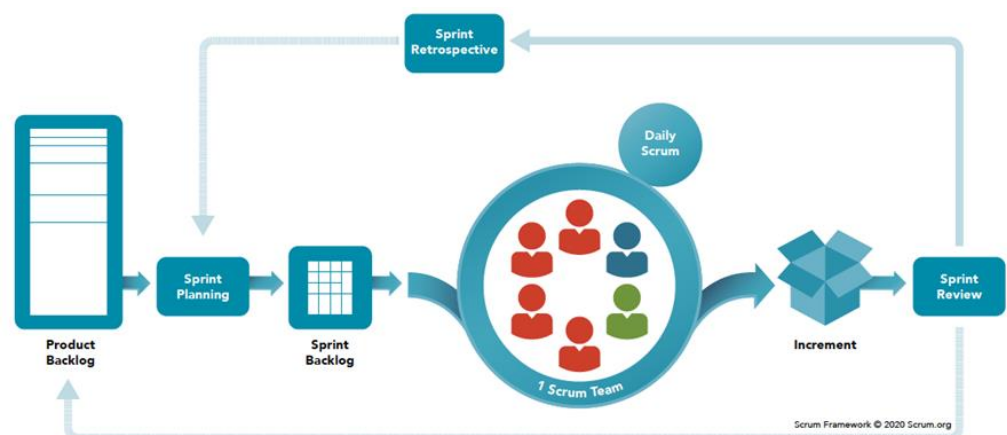 Sprint
Retrospective
Daily
Scrum
Sprint
Planning
Sprint
Review
Product
Backlog
Sprint
Backlog
Increment
1 Scrum Team
Scrum Framework © 2020 Scrum.org